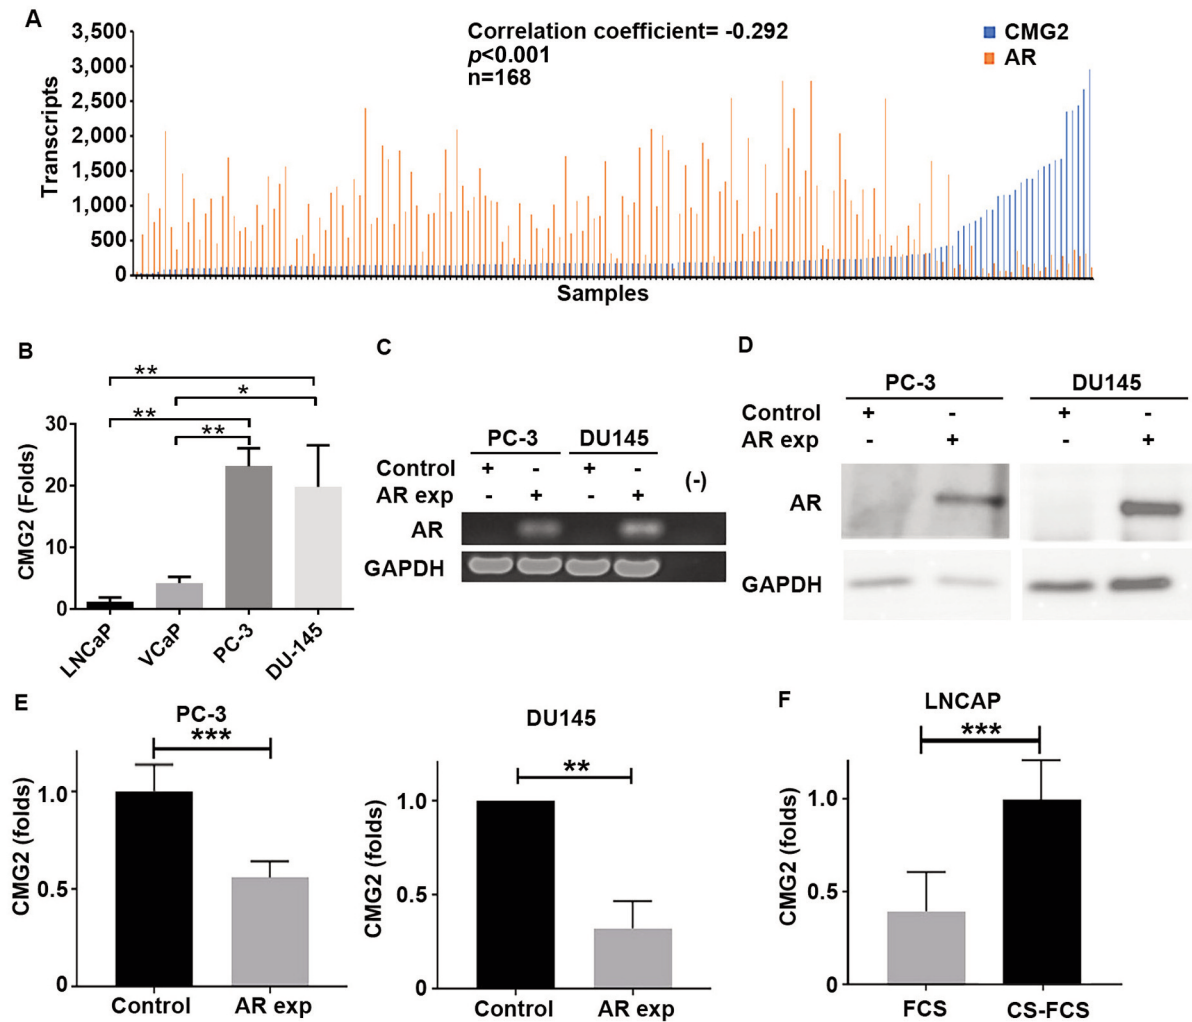 A
Correlation coefficient= -0.292
p<0.001
n=168
CMG2
AR
Transcripts
3,500
3,000
2,500
2,000
1,500
1,000
500
0
Samples
B
**
*
**
**
CMG2 (Folds)
30
20
10
0
LNCaP
VCaP
PC-3
DU-145
C
PC-3 DU145
Control + - + - (-)
AR exp - + - +
AR
GAPDH
D
PC-3 DU145
Control + - + -
AR exp - + - +
AR
GAPDH
E
PC-3
***
CMG2 (folds)
1.0
0.5
0
Control AR exp
DU145
**
CMG2 (folds)
1.0
0.5
0
Control AR exp
F
LNCAP
***
CMG2 (folds)
1.0
0.5
0
FCS CS-FCS